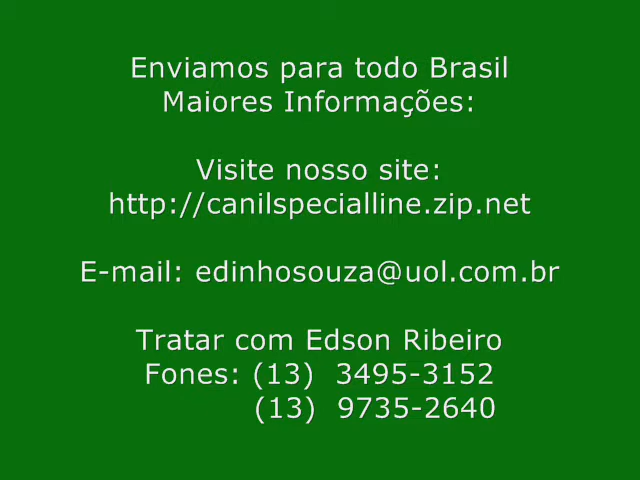 Enviamos para todo Brasil
Maiores Informações:
Visite nosso site:
http://canilspecialline.zip.net
E-mail: edinhosouza@uol.com.br
Tratar com Edson Ribeiro
Fones: (13) 3495-3152
(13) 9735-2640